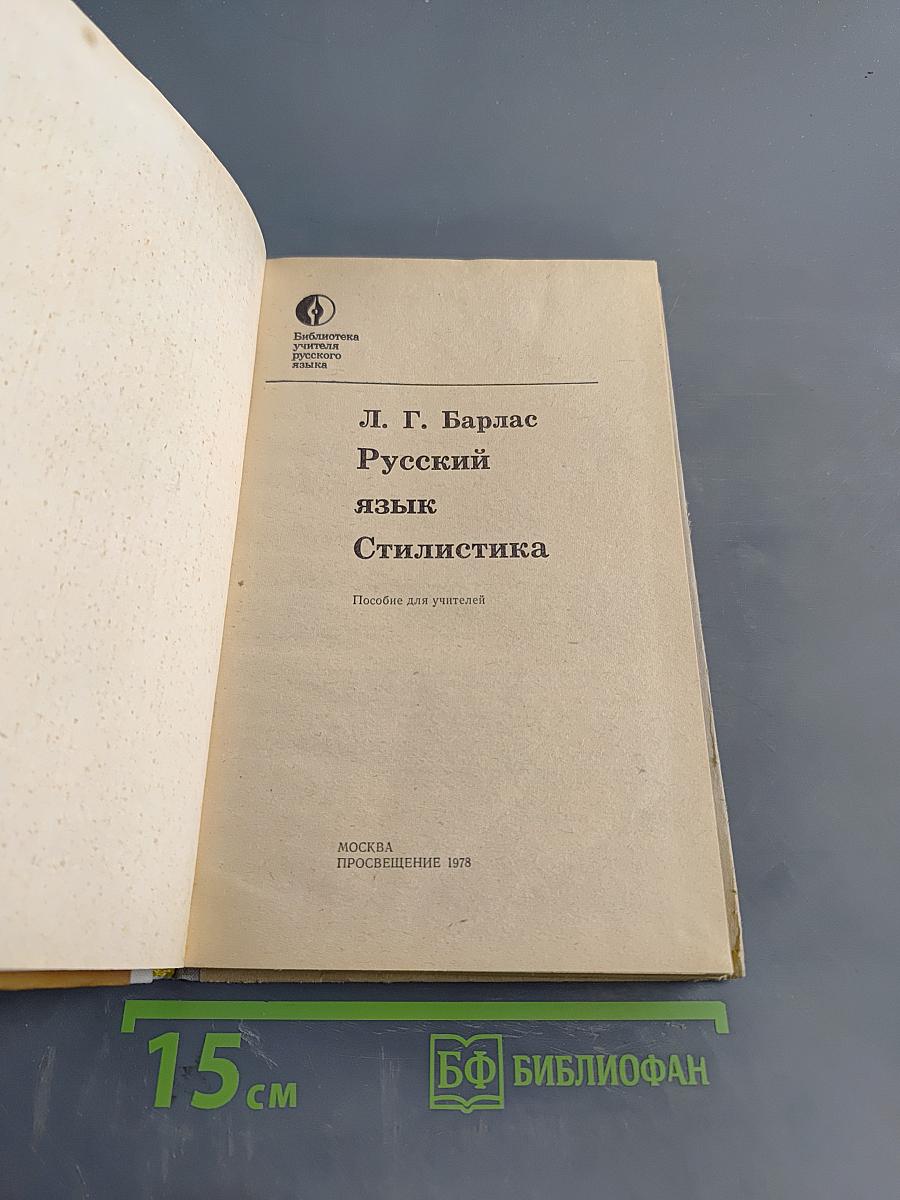 Библиотека
учителя
русского
языка
Л. Г. Барлас
Русский
язык
Стилистика
Пособие для учителей
МОСКВА
ПРОСВЕЩЕНИЕ 1978
15 см
БФ БИБЛИОФАН